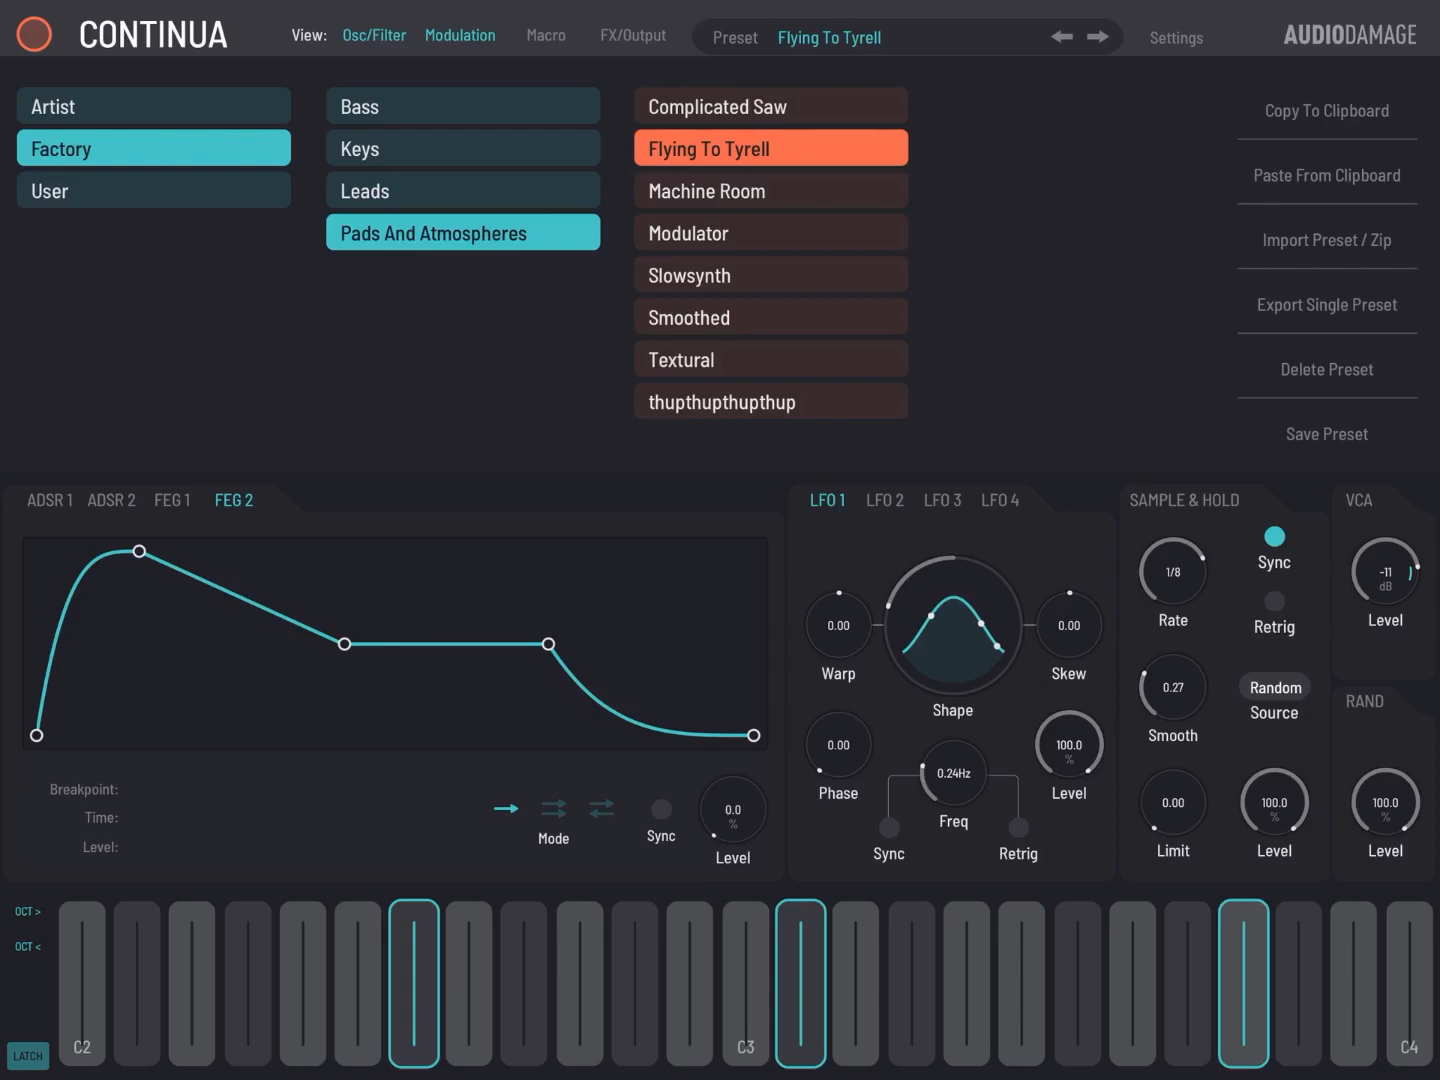 CONTINUA
View: Osc/Filter Modulation Macro FX/Output
Preset Flying To Tyrell
Settings
AUDIODAMAGE
Artist
Factory
User
Bass
Keys
Leads
Pads And Atmospheres
Complicated Saw
Flying To Tyrell
Machine Room
Modulator
Slowsynth
Smoothed
Textural
thupthupthupthup
Copy To Clipboard
Paste From Clipboard
Import Preset / Zip
Export Single Preset
Delete Preset
Save Preset
ADSR 1 ADSR 2 FEG 1 FEG 2
Breakpoint:
Time:
Level:
Mode
Sync
0.0
%
Level
LFO 1 LFO 2 LFO 3 LFO 4
0.00
Warp
Shape
0.00
Skew
0.00
Phase
0.24Hz
Freq
100.0
%
Level
Sync
Retrig
SAMPLE & HOLD
1/8
Rate
Sync
Retrig
0.27
Smooth
Random
Source
0.00
Limit
100.0
%
Level
VCA
-11
dB
Level
RAND
100.0
%
Level
OCT >
OCT <
LATCH
C2
C3
C4